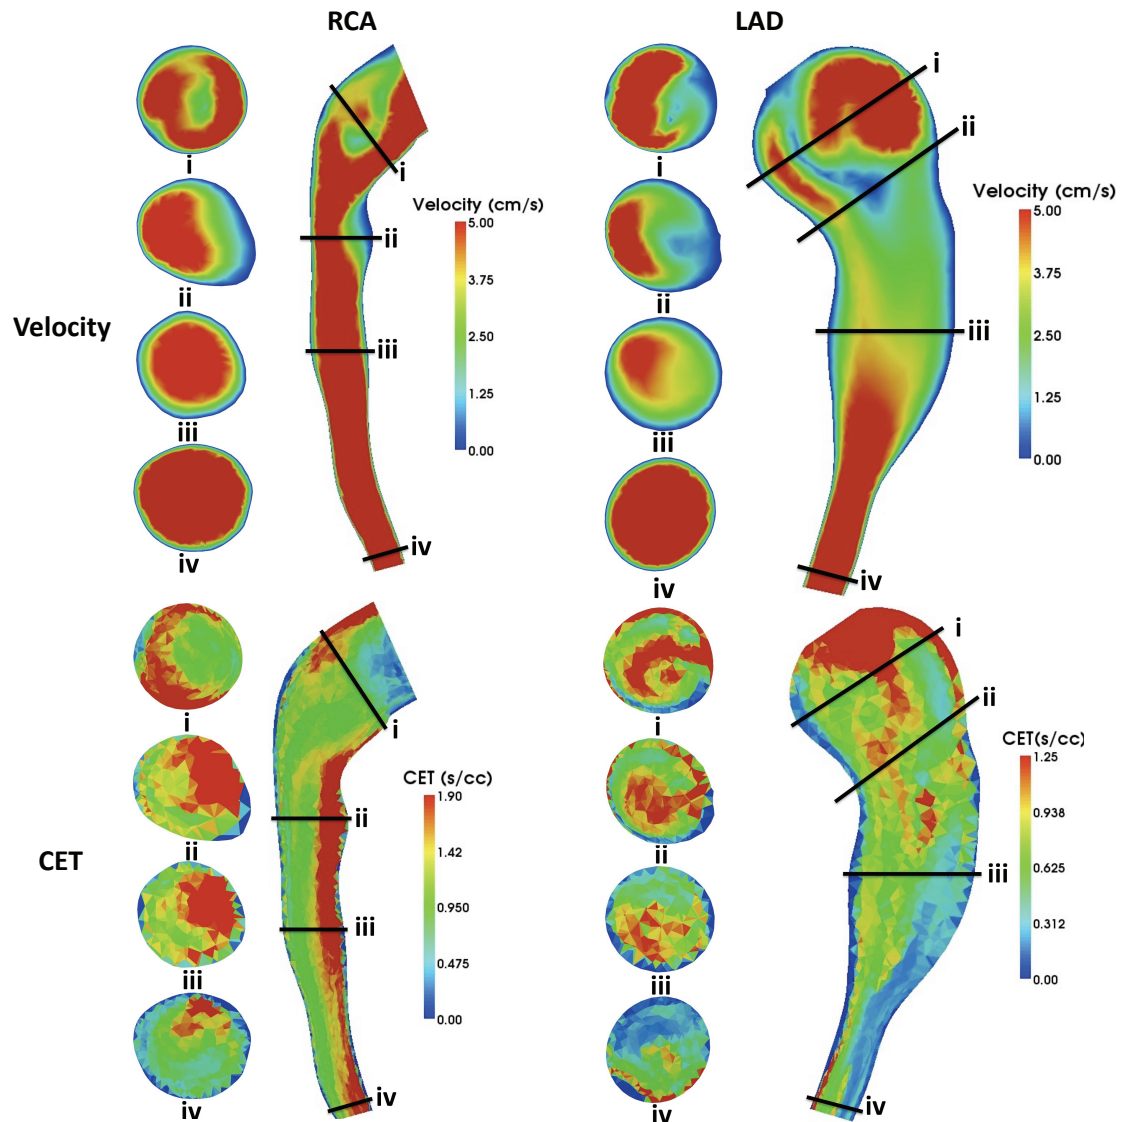 RCA
LAD
Velocity
i
ii
iii
iv
i
ii
iii
iv
Velocity (cm/s)
5.00
3.75
2.50
1.25
0.00
i
ii
iii
iv
i
ii
iii
iv
Velocity (cm/s)
5.00
3.75
2.50
1.25
0.00
CET
i
ii
iii
iv
i
ii
iii
iv
CET (s/cc)
1.90
1.42
0.950
0.475
0.00
i
ii
iii
iv
i
ii
iii
iv
CET(s/cc)
1.25
0.938
0.625
0.312
0.00